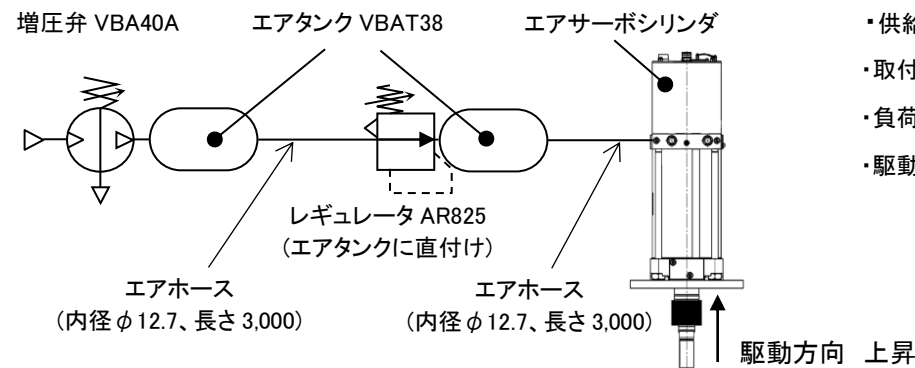 増圧弁 VBA40A
エアタンク VBAT38
エアサーボシリンダ
・供給
・取付
・負荷
・駆動
レギュレータ AR825
(エアタンクに直付け)
エアホース
(内径φ12.7、長さ3,000)
エアホース
(内径φ12.7、長さ3,000)
駆動方向 上昇